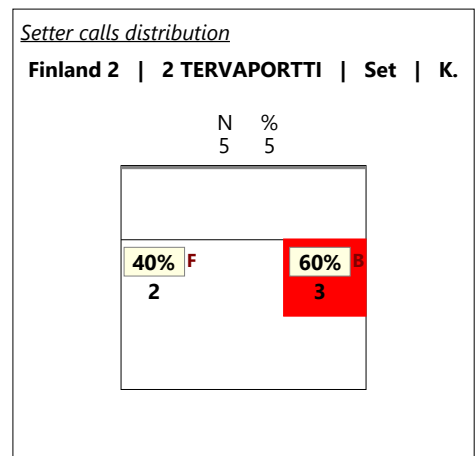 Setter calls distribution
Finland 2 | 2 TERVAPORTTI | Set | K.
N %
5 5
40% F 60% B
2 3